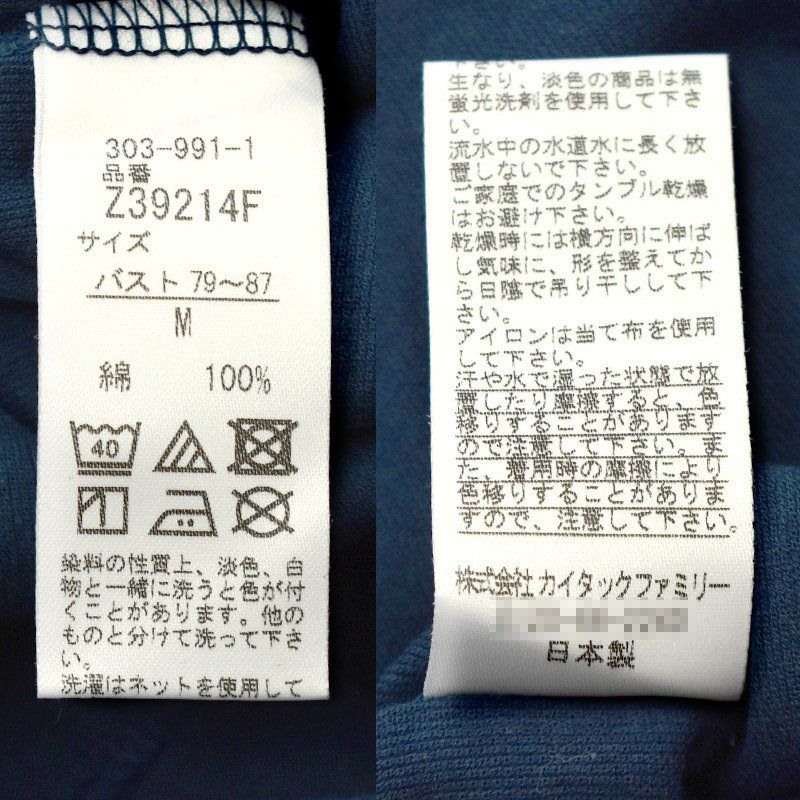 303-991-1
品番
Z39214F
サイズ
バスト 79〜87
M
綿 100%
40
染料の性質上、淡色、白
物と一緒に洗うと色が付
くことがあります。他の
ものと分けて洗って下さ
い。
洗濯はネットを使用して
下さい。
生なり、淡色の商品は無
蛍光洗剤を使用して下さ
い。
流水中の水道水に長く放
置しないで下さい。
ご家庭でのタンブル乾燥
はお避け下さい。
乾燥時には横方向に伸ば
し気味に、形を整えてか
ら日陰で吊り干しして下
さい。
アイロンは当て布を使用
して下さい。
汗や水で湿った状態で放
置したり摩擦すると、色
移りすることがあります
ので注意して下さい。ま
た、着用時の摩擦により
色移りすることがありま
すので、注意して下さい。
株式会社 カイタックファミリー
日本製